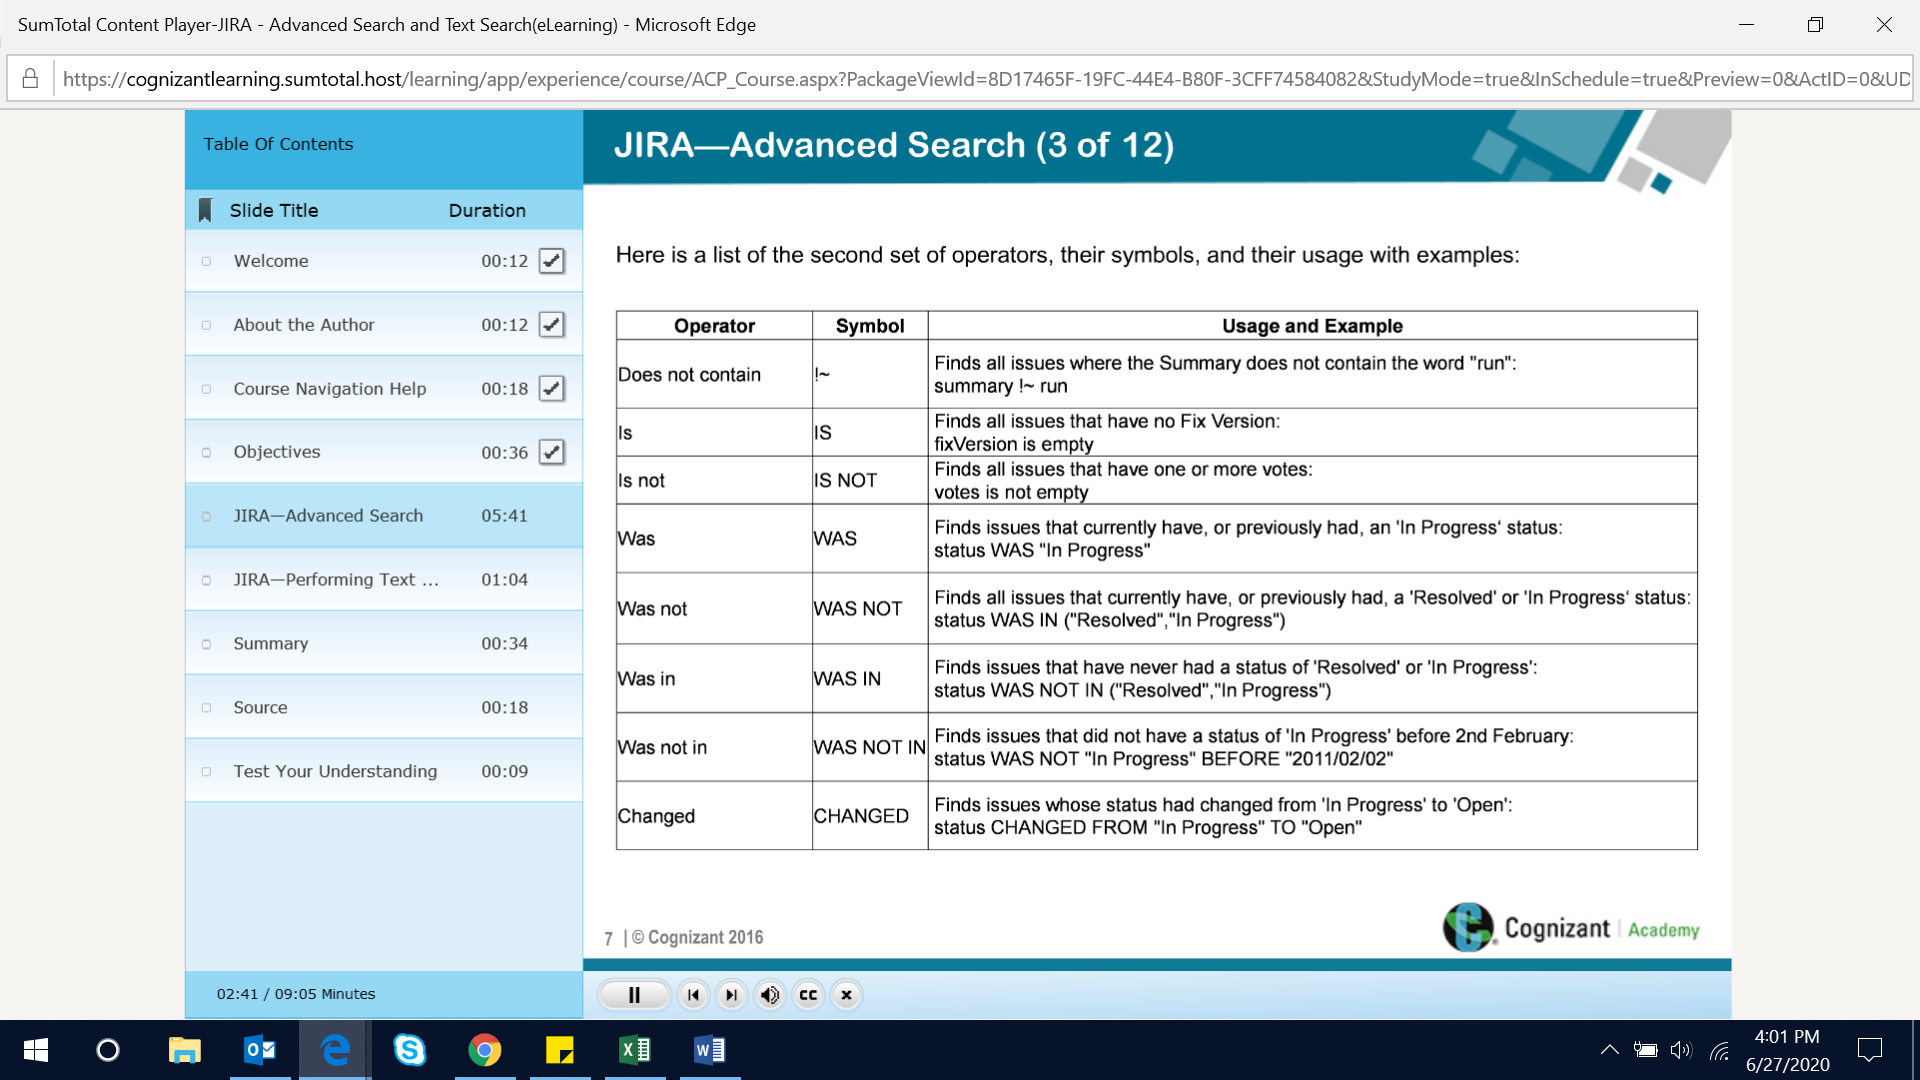 SumTotal Content Player-JIRA - Advanced Search and Text Search(eLearning) - Microsoft Edge
https://cognizantlearning.sumtotal.host/learning/app/experience/course/ACP_Course.aspx?PackageViewId=8D17465F-19FC-44E4-B80F-3CFF74584082&StudyMode=true&InSchedule=true&Preview=0&ActID=0&UD
Table Of Contents
Slide Title Duration
Welcome 00:12
About the Author 00:12
Course Navigation Help 00:18
Objectives 00:36
JIRA—Advanced Search 05:41
JIRA—Performing Text ... 01:04
Summary 00:34
Source 00:18
Test Your Understanding 00:09
02:41 / 09:05 Minutes
JIRA—Advanced Search (3 of 12)
Here is a list of the second set of operators, their symbols, and their usage with examples:
Operator Symbol Usage and Example
Does not contain !~ Finds all issues where the Summary does not contain the word "run":
summary !~ run
Is IS Finds all issues that have no Fix Version:
fixVersion is empty
Is not IS NOT Finds all issues that have one or more votes:
votes is not empty
Was WAS Finds issues that currently have, or previously had, an 'In Progress‘ status:
status WAS "In Progress"
Was not WAS NOT Finds all issues that currently have, or previously had, a 'Resolved' or 'In Progress‘ status:
status WAS IN ("Resolved","In Progress")
Was in WAS IN Finds issues that have never had a status of 'Resolved' or 'In Progress':
status WAS NOT IN ("Resolved","In Progress")
Was not in WAS NOT IN Finds issues that did not have a status of 'In Progress' before 2nd February:
status WAS NOT "In Progress" BEFORE "2011/02/02"
Changed CHANGED Finds issues whose status had changed from 'In Progress' to 'Open':
status CHANGED FROM "In Progress" TO "Open"
7 | © Cognizant 2016
Cognizant | Academy
CC
4:01 PM
6/27/2020